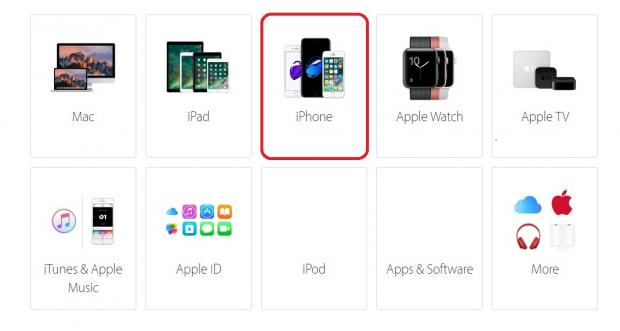 Mac
iPad
iPhone
Apple Watch
Apple TV
iTunes & Apple
Music
Apple ID
iPod
Apps & Software
More